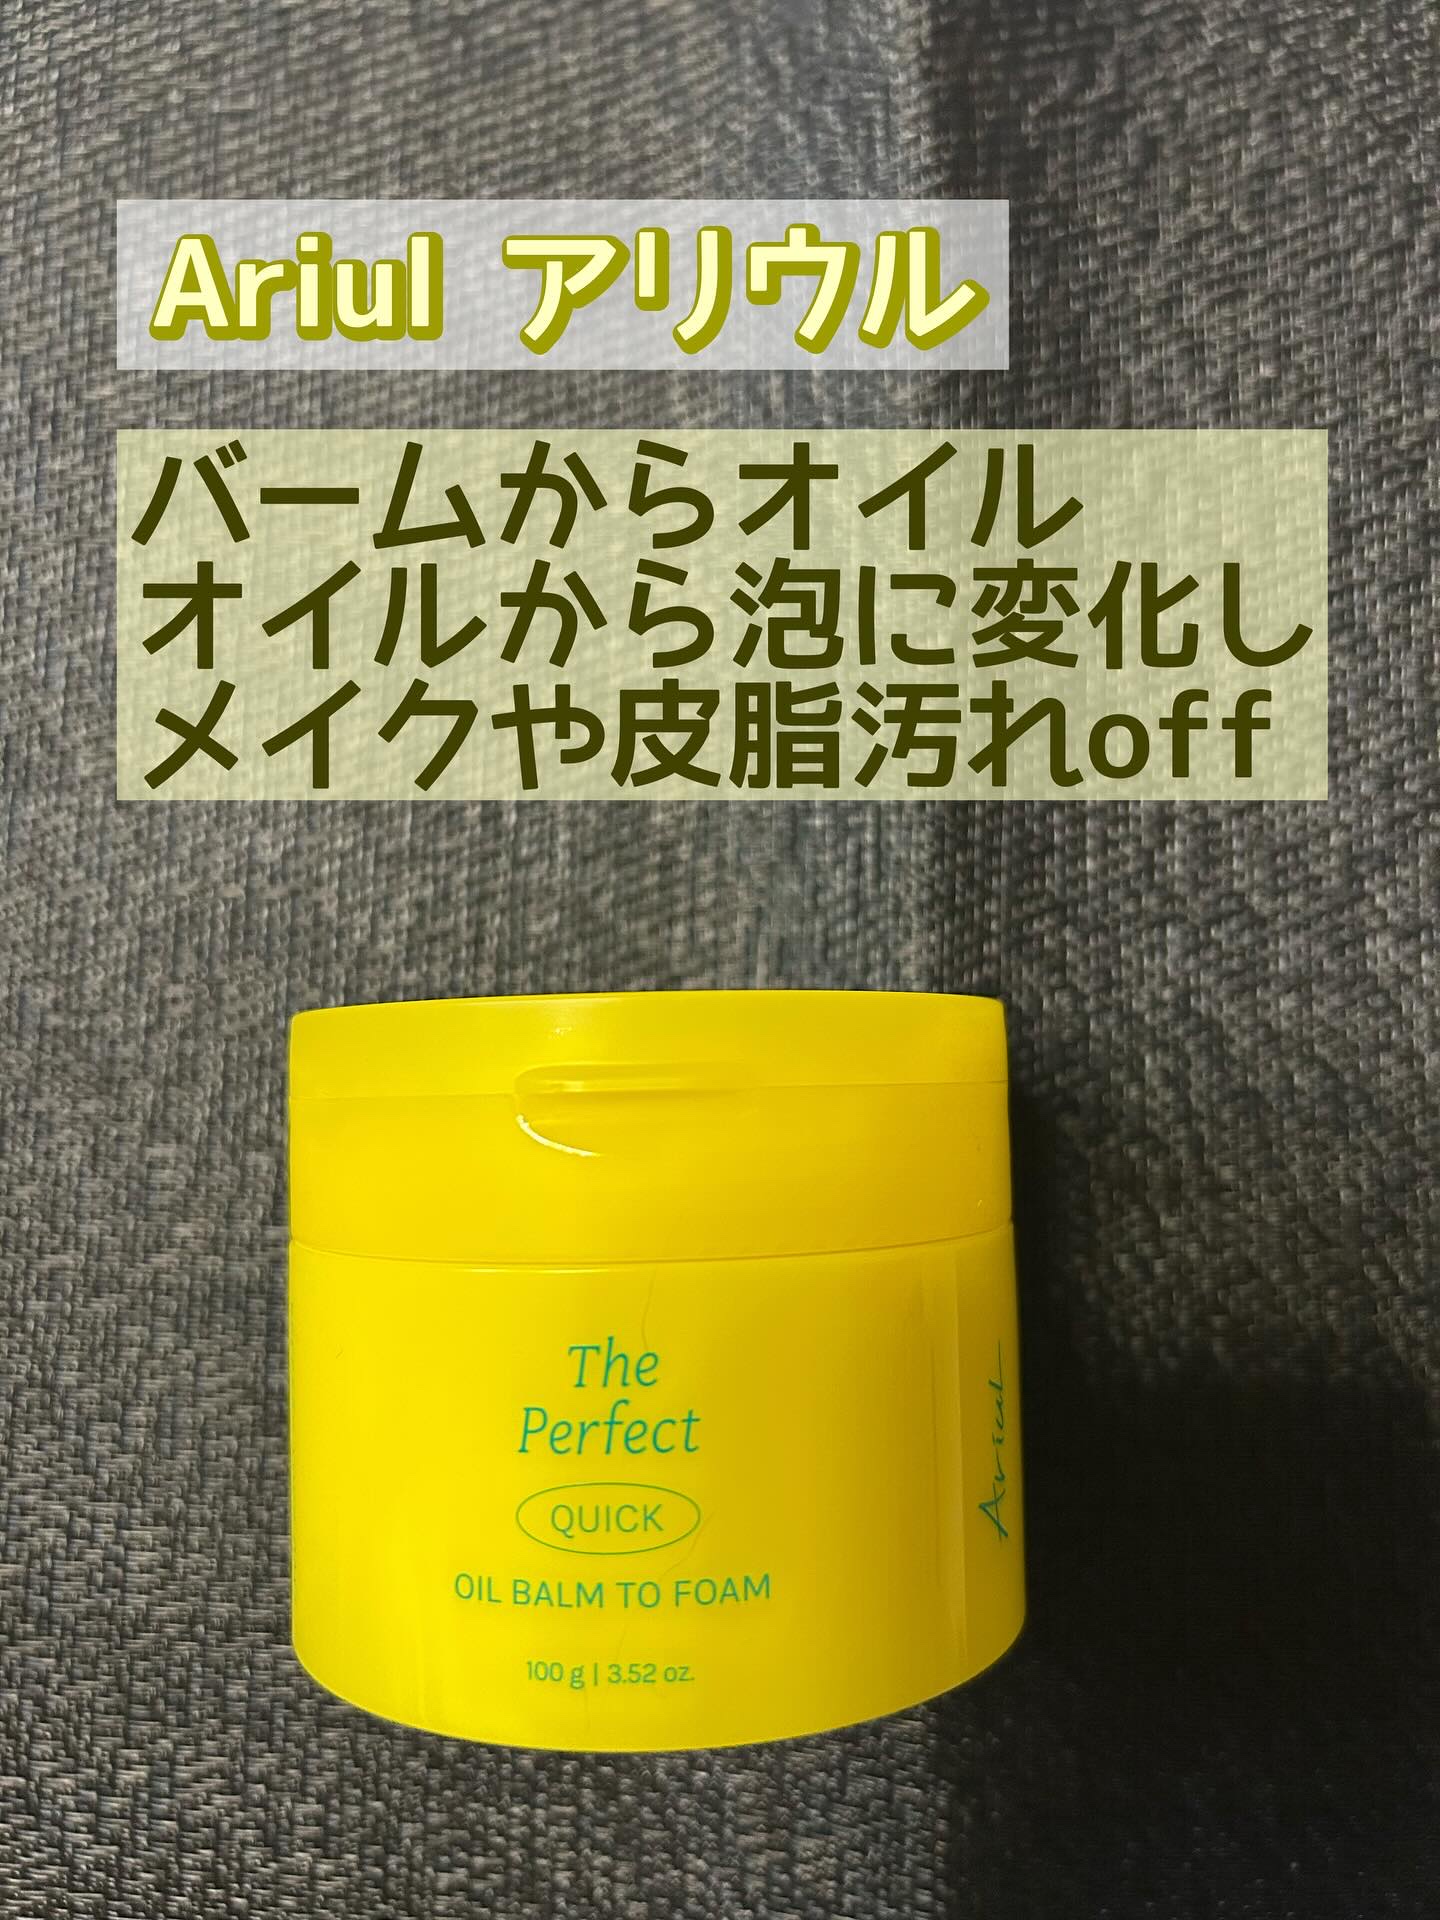 Ariul アリウル
バームからオイル
オイルから泡に変化し
メイクや皮脂汚れoff
The
Perfect
QUICK
OIL BALM TO FOAM
100 g | 3.52 oz.
Ariul